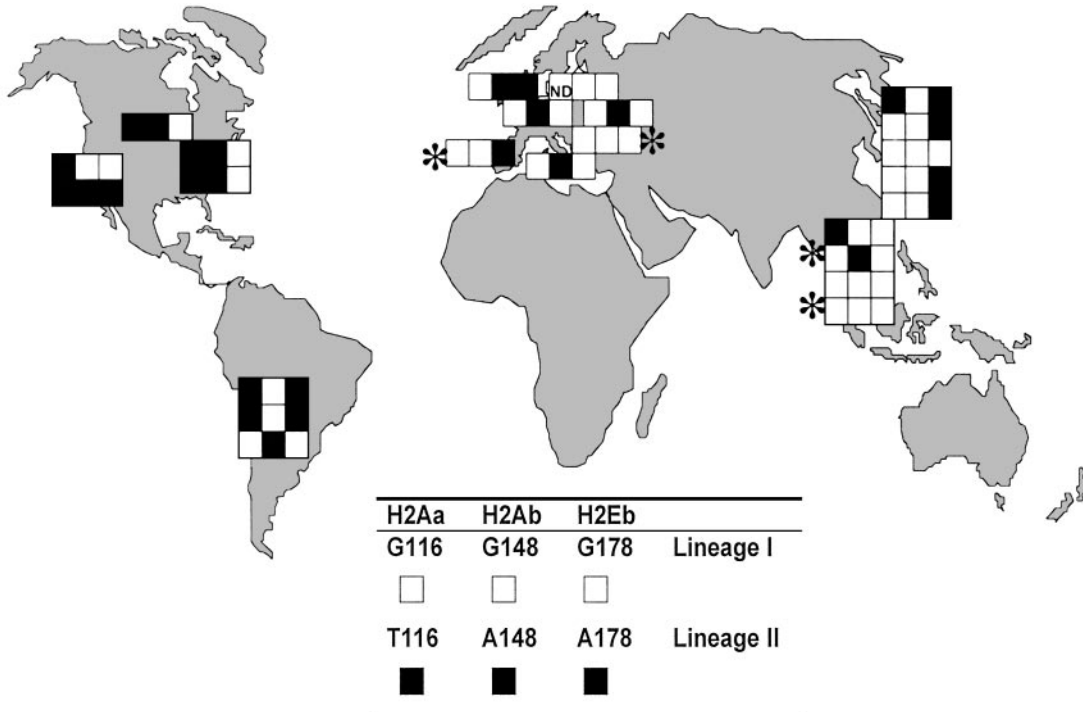 ND
H2Aa H2Ab H2Eb
G116 G148 G178 Lineage I
T116 A148 A178 Lineage II